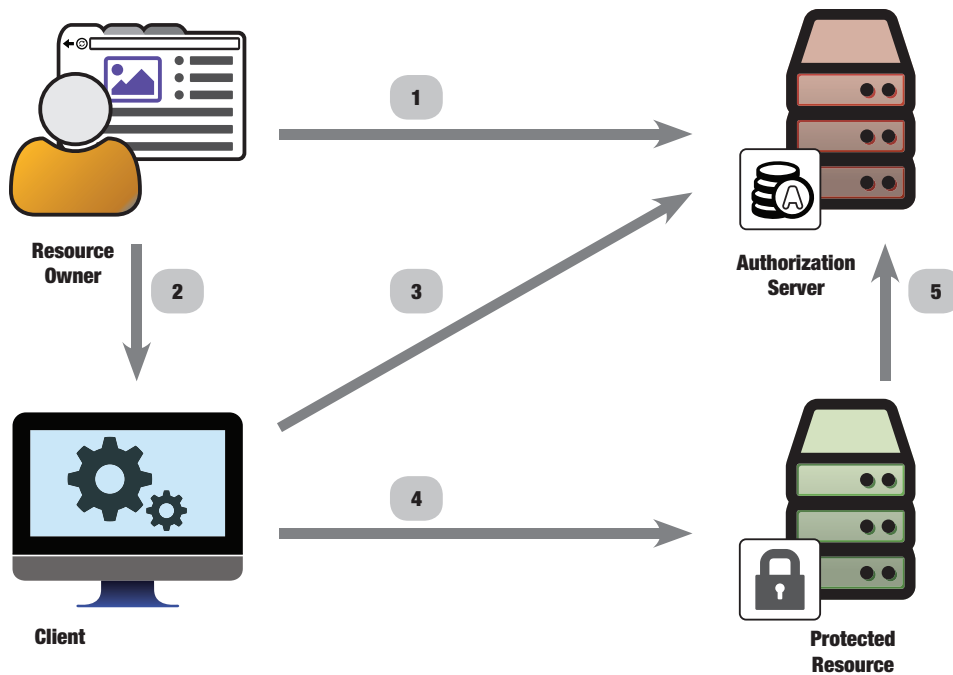 1
A
Resource
Owner
2
3
Authorization
Server
5
4
Client
Protected
Resource